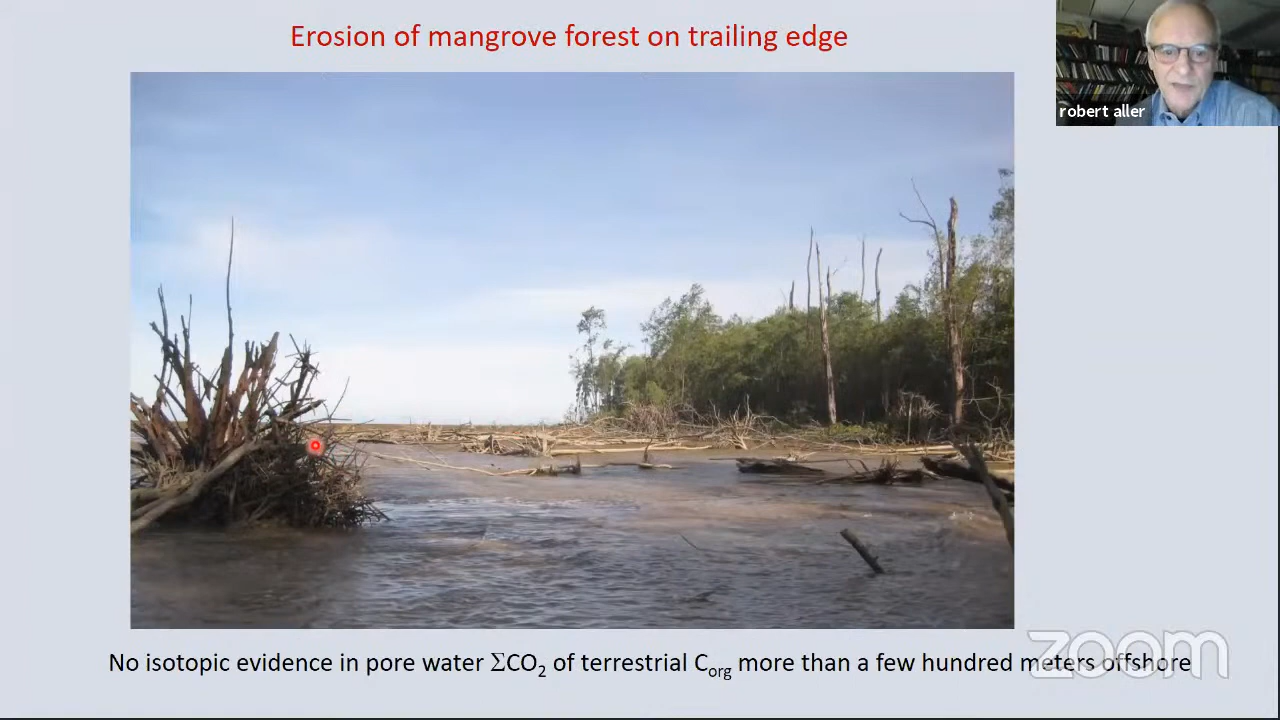 Erosion of mangrove forest on trailing edge
robert aller
No isotopic evidence in pore water ΣCO₂ of terrestrial Corg more than a few hundred meters offshore
zoom